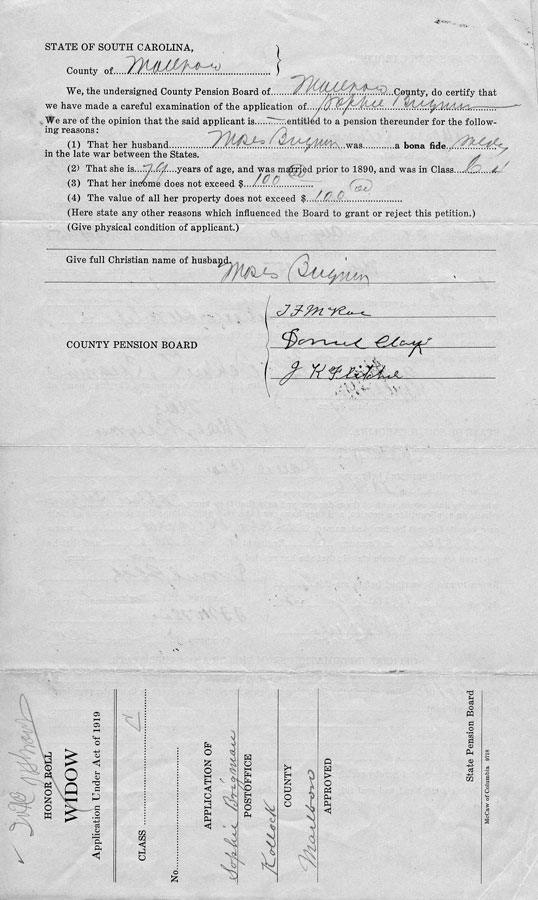 STATE OF SOUTH CAROLINA,
County of
We, the undersigned County Pension Board of County, do certify that
we have made a careful examination of the application of Sophie
We are of the opinion that the said applicant is entitled to a pension thereunder for the follow-
ing reasons:
(1) That her husband Moses was a bona fide
in the late war between the States.
(2) That she is 79 years of age, and was married prior to 1890, and was in Class
(3) That her income does not exceed $ 100 00
(4) The value of all her property does not exceed $ 100 00
(Here state any other reasons which influenced the Board to grant or reject this petition.)
(Give physical condition of applicant.)
Give full Christian name of husband. Moses
COUNTY PENSION BOARD
J K
HONOR ROLL
WIDOW
Application Under Act of 1919
CLASS C
No.
APPLICATION OF
Sophie Brigman
POSTOFFICE
Kollock
COUNTY
Marlboro
APPROVED
State Pension Board
McCaw of Columbia 9718